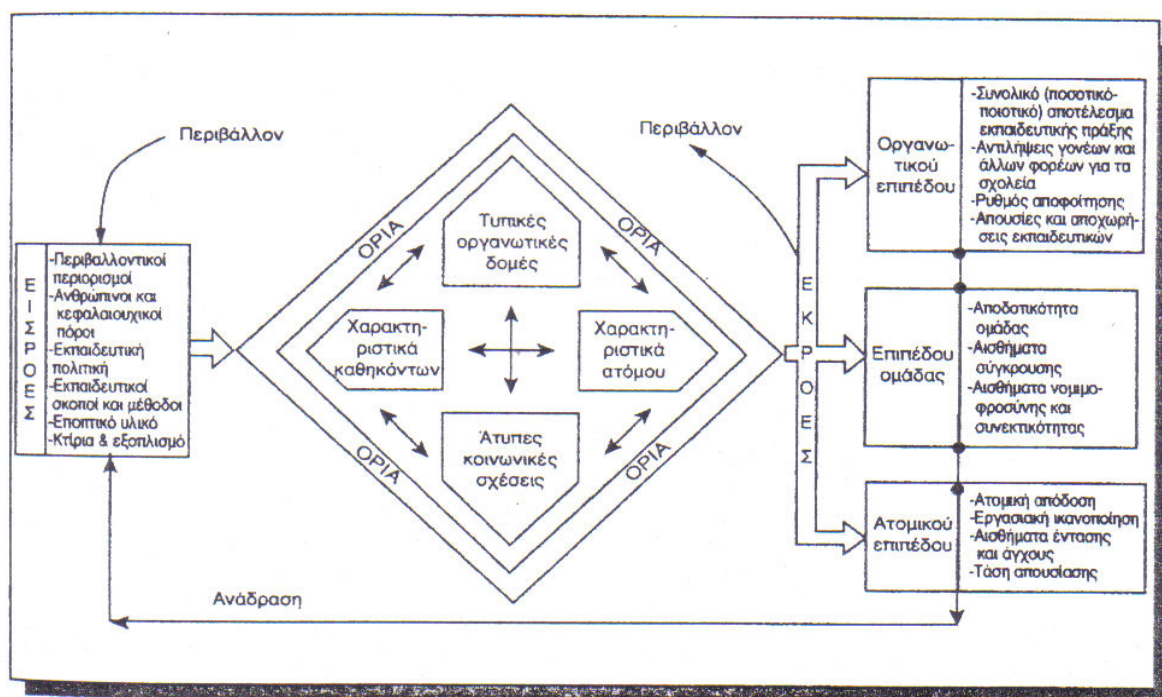 Περιβάλλον
ΕΙΣΡΟΕΣ
-Περιβαλλοντικοί
περιορισμοί
-Ανθρώπινοι και
κεφαλαιουχικοί
πόροι
-Εκπαιδευτική
πολιτική
-Εκπαιδευτικοί
σκοποί και μέθοδοι
-Εποπτικό υλικό
-Κτίρια & εξοπλισμό
ΟΡΙΑ
ΟΡΙΑ
ΟΡΙΑ
ΟΡΙΑ
Τυπικές
οργανωτικές
δομές
Χαρακτη-
ριστικά
καθηκόντων
Χαρακτη-
ριστικά
ατόμου
Άτυπες
κοινωνικές
σχέσεις
Περιβάλλον
ΕΚΡΟΕΣ
Οργανω-
τικού
επιπέδου
-Συνολικό (ποσοτικό-
ποιοτικό) αποτέλεσμα
εκπαιδευτικής πράξης
-Αντιλήψεις γονέων και
άλλων φορέων για τα
σχολεία
-Ρυθμός αποφοίτησης
-Απουσίες και αποχωρή-
σεις εκπαιδευτικών
Επιπέδου
ομάδας
-Αποδοτικότητα
ομάδας
-Αισθήματα
σύγκρουσης
-Αισθήματα νομιμο-
φροσύνης και
συνεκτικότητας
Ατομικού
επιπέδου
-Ατομική απόδοση
-Εργασιακή ικανοποίηση
-Αισθήματα έντασης
και άγχους
-Τάση απουσίασης
Ανάδραση